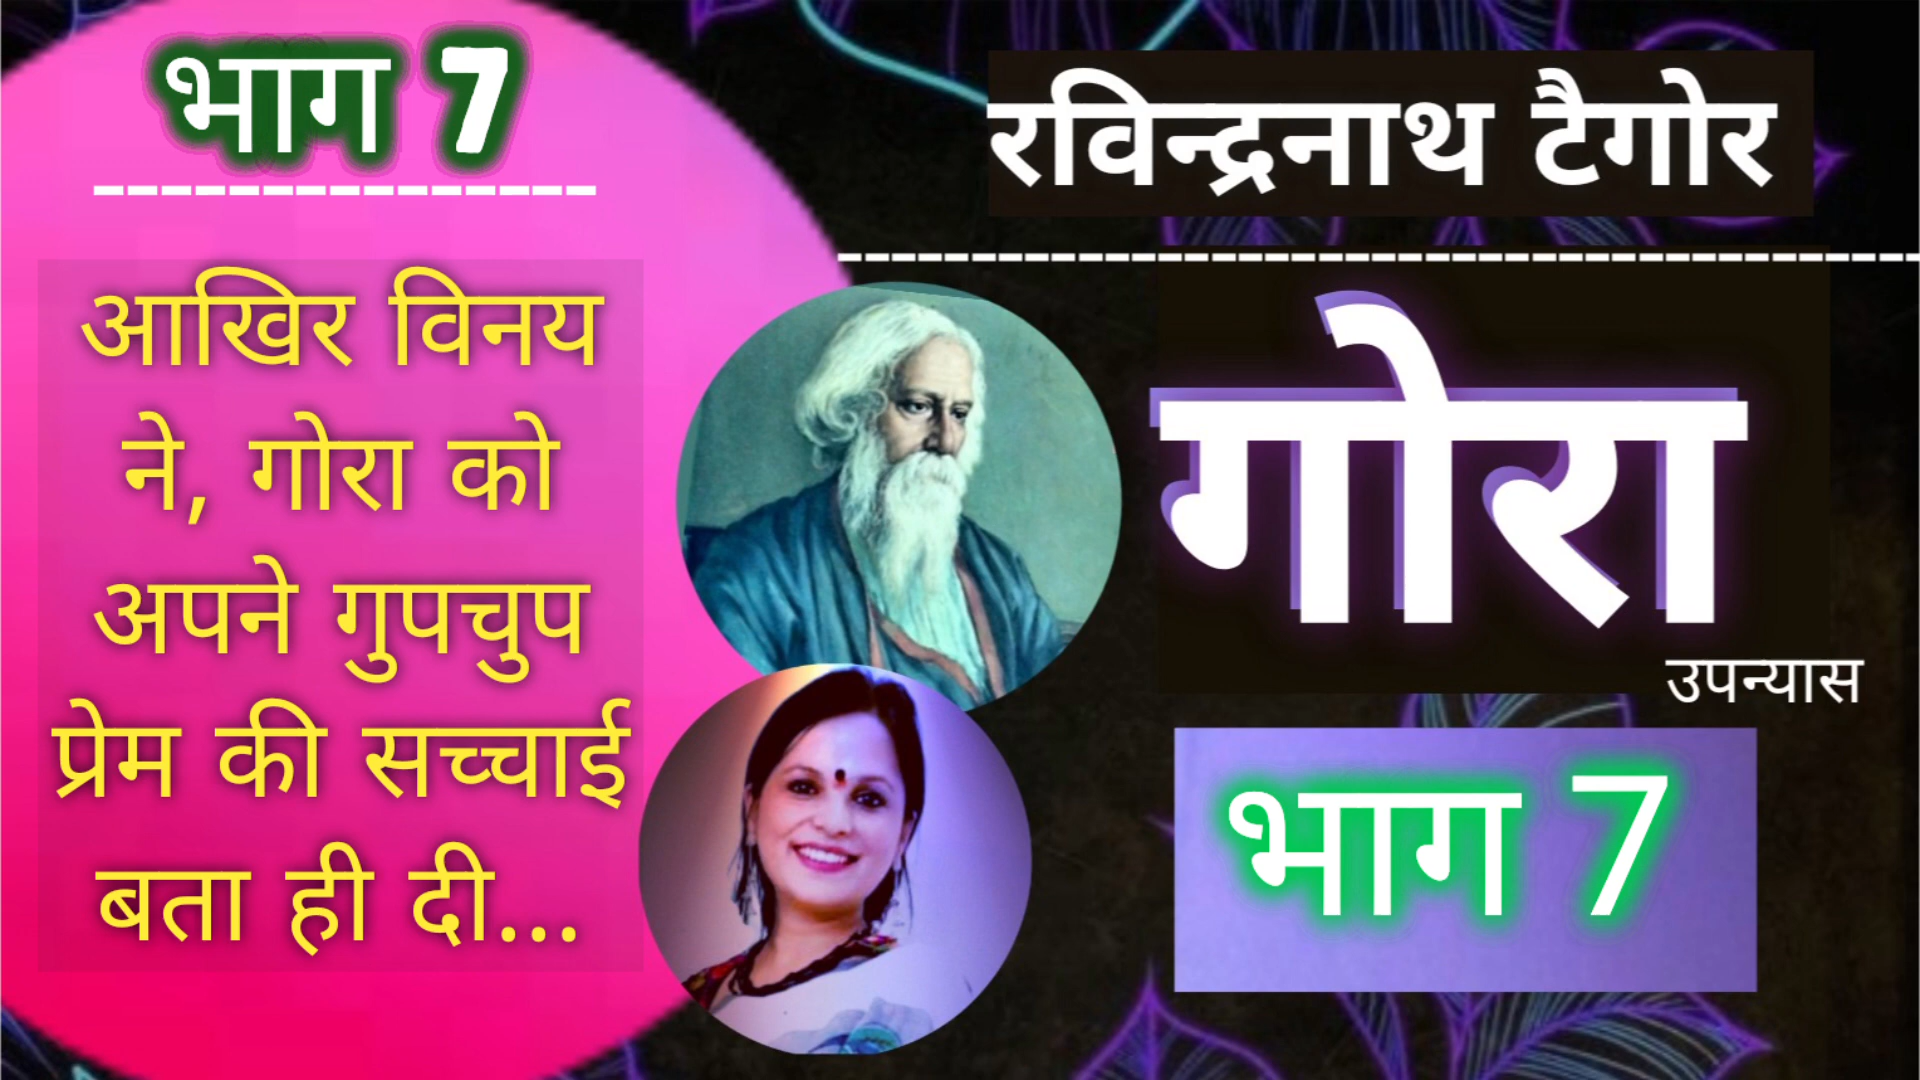 भाग 7
आखिर विनय
ने, गोरा को
अपने गुपचुप
प्रेम की सच्चाई
बता ही दी...
रविन्द्रनाथ टैगोर
गोरा
उपन्यास
भाग 7